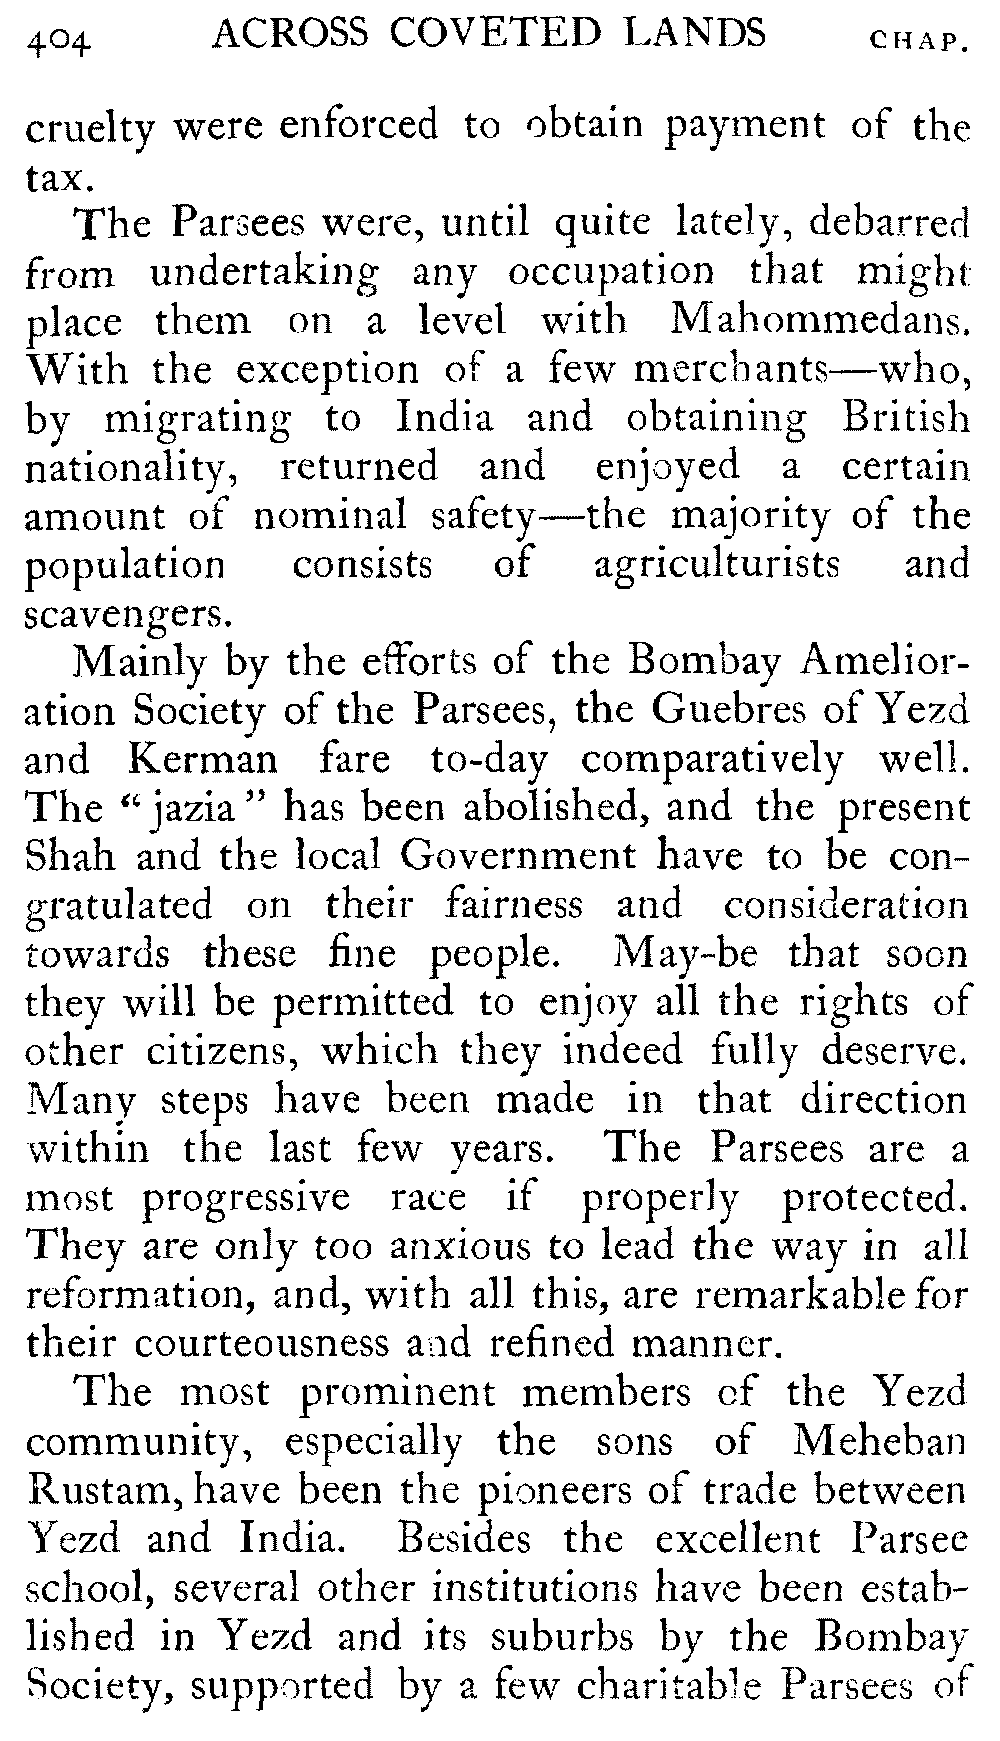 404 ACROSS COVETED LANDS CHAP.
cruelty were enforced to obtain payment of the
tax.
The Parsees were, until quite lately, debarred
from undertaking any occupation that might
place them on a level with Mahommedans.
With the exception of a few merchants—who,
by migrating to India and obtaining British
nationality, returned and enjoyed a certain
amount of nominal safety—the majority of the
population consists of agriculturists and
scavengers.
Mainly by the efforts of the Bombay Amelior-
ation Society of the Parsees, the Guebres of Yezd
and Kerman fare to-day comparatively well.
The “jazia” has been abolished, and the present
Shah and the local Government have to be con-
gratulated on their fairness and consideration
towards these fine people. May-be that soon
they will be permitted to enjoy all the rights of
other citizens, which they indeed fully deserve.
Many steps have been made in that direction
within the last few years. The Parsees are a
most progressive race if properly protected.
They are only too anxious to lead the way in all
reformation, and, with all this, are remarkable for
their courteousness and refined manner.
The most prominent members of the Yezd
community, especially the sons of Meheban
Rustam, have been the pioneers of trade between
Yezd and India. Besides the excellent Parsee
school, several other institutions have been estab-
lished in Yezd and its suburbs by the Bombay
Society, supported by a few charitable Parsees of